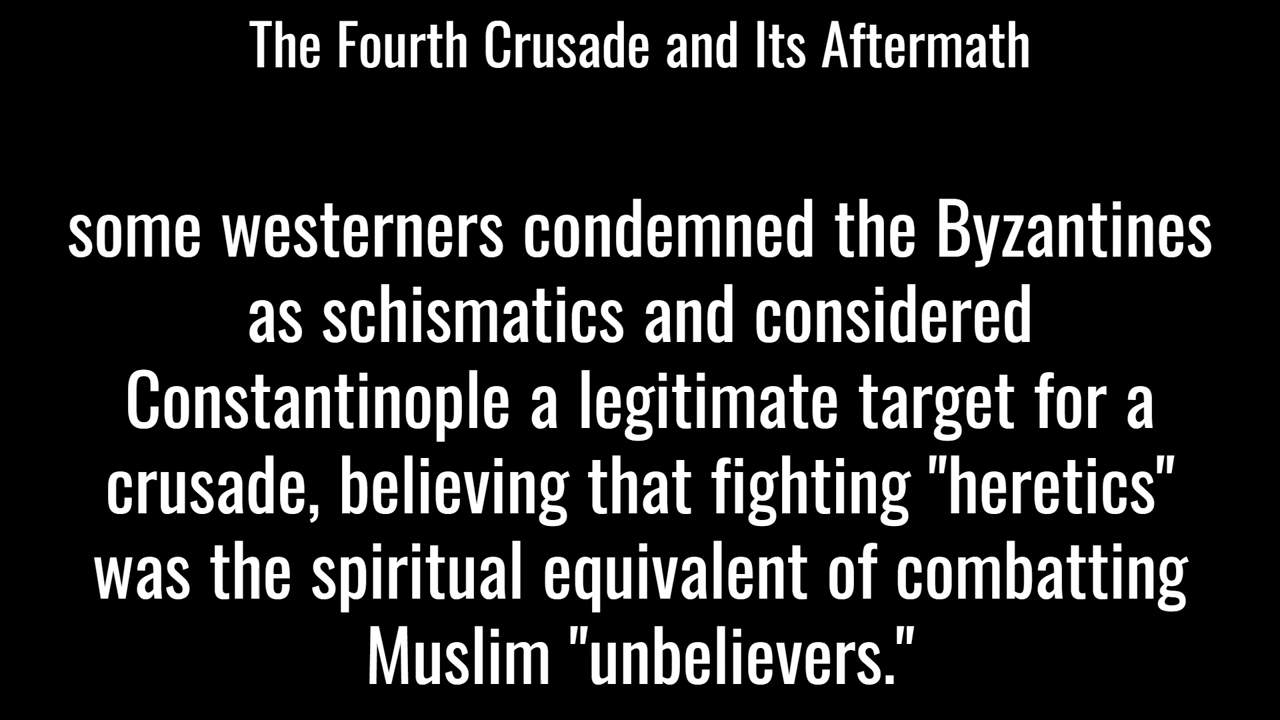 The Fourth Crusade and Its Aftermath
some westerners condemned the Byzantines
as schismatics and considered
Constantinople a legitimate target for a
crusade, believing that fighting "heretics"
was the spiritual equivalent of combatting
Muslim "unbelievers."